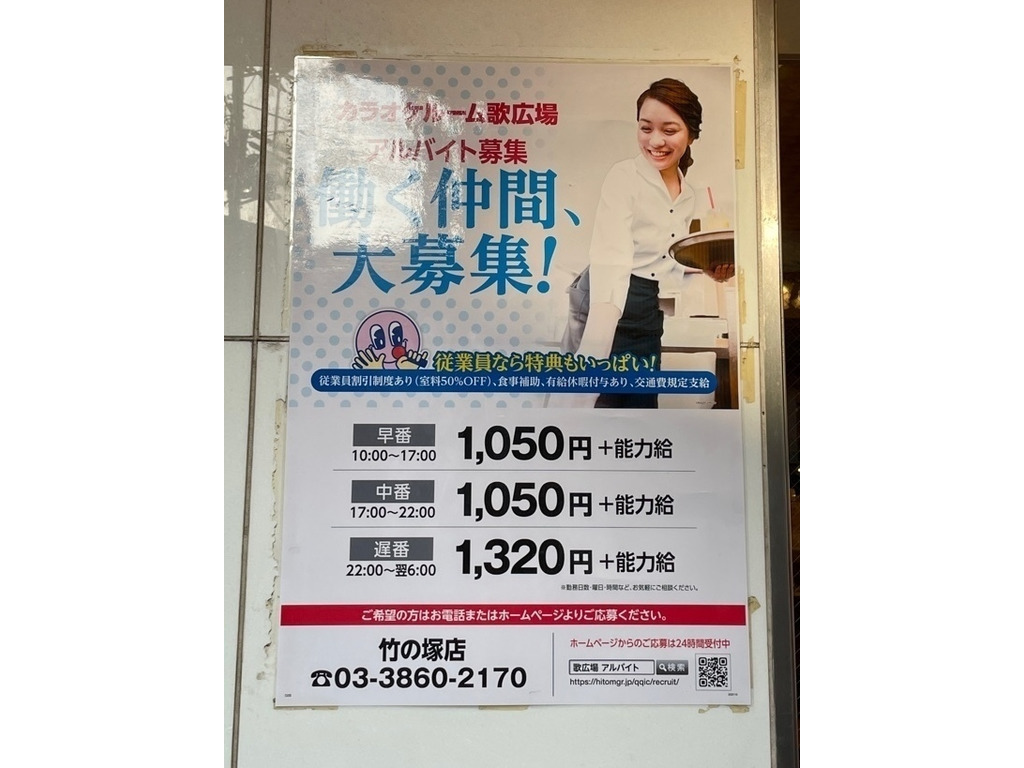 カラオケルーム歌広場
アルバイト募集
働く仲間、
大募集!
従業員なら特典もいっぱい!
従業員割引制度あり(室料50%OFF)、食事補助、有給休暇付与あり、交通費規定支給
早番
10:00〜17:00
1,050円 +能力給
中番
17:00〜22:00
1,050円 +能力給
遅番
22:00〜翌6:00
1,320円 +能力給
※勤務日数・曜日・時間など、お気軽にご相談ください。
ご希望の方はお電話またはホームページよりご応募ください。
竹の塚店
☎03-3860-2170
ホームページからのご応募は24時間受付中
歌広場 アルバイト 検索
https://hitomgr.jp/qqic/recruit/